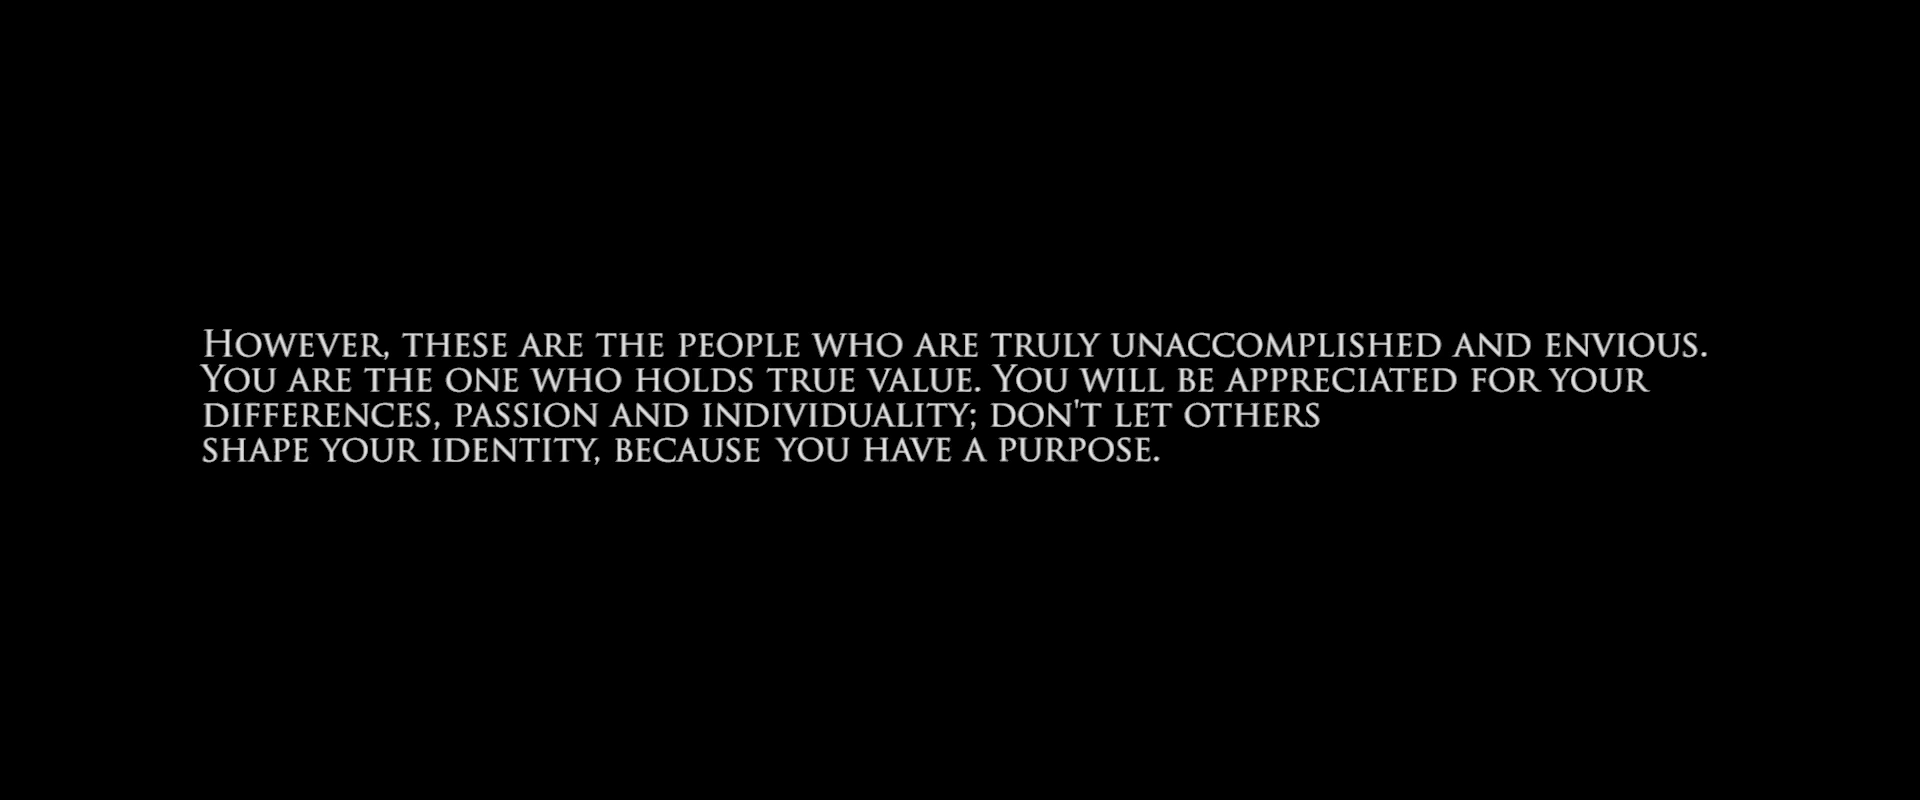 However, these are the people who are truly unaccomplished and envious.
You are the one who holds true value. You will be appreciated for your
differences, passion and individuality; don't let others
shape your identity, because you have a purpose.